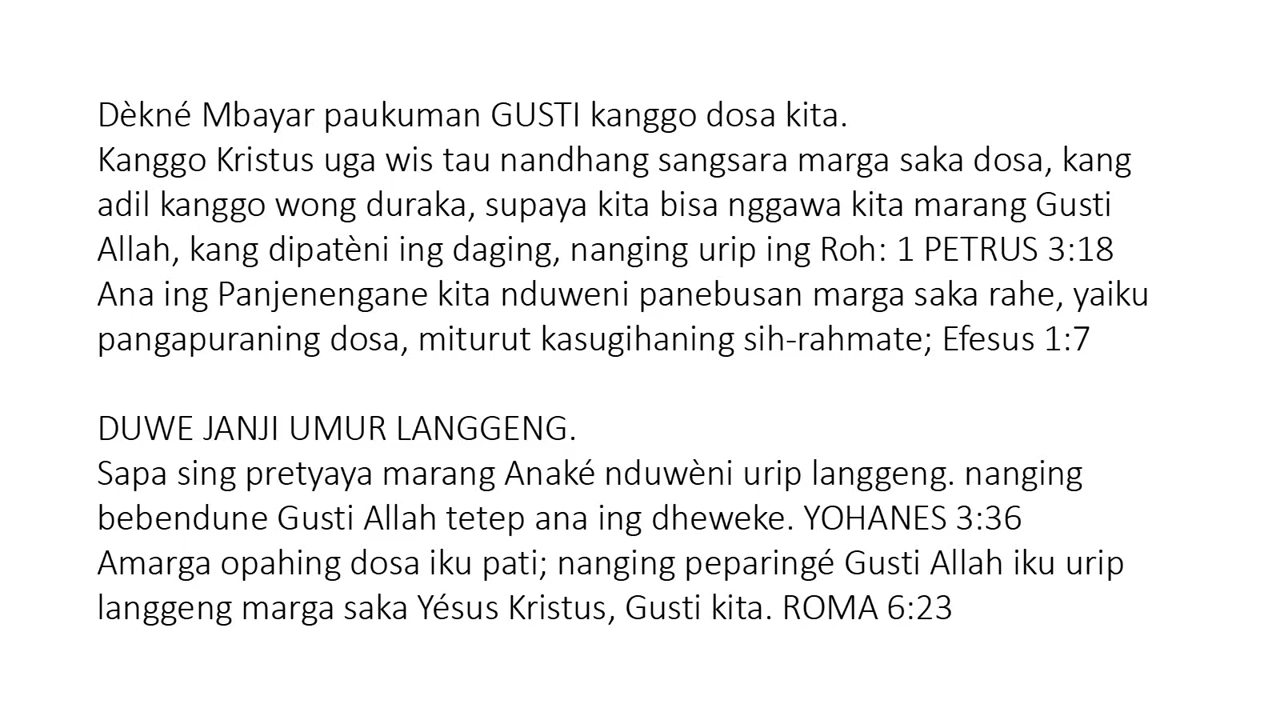 Dèkné Mbayar paukuman GUSTI kanggo dosa kita.
Kanggo Kristus uga wis tau nandhang sangsara marga saka dosa, kang
adil kanggo wong duraka, supaya kita bisa nggawa kita marang Gusti
Allah, kang dipatèni ing daging, nanging urip ing Roh: 1 PETRUS 3:18
Ana ing Panjenengane kita nduweni panebusan marga saka rahe, yaiku
pangapuraning dosa, miturut kasugihaning sih-rahmate; Efesus 1:7
DUWE JANJI UMUR LANGGENG.
Sapa sing pretyaya marang Anaké nduwèni urip langgeng. nanging
bebendune Gusti Allah tetep ana ing dheweke. YOHANES 3:36
Amarga opahing dosa iku pati; nanging peparingé Gusti Allah iku urip
langgeng marga saka Yésus Kristus, Gusti kita. ROMA 6:23